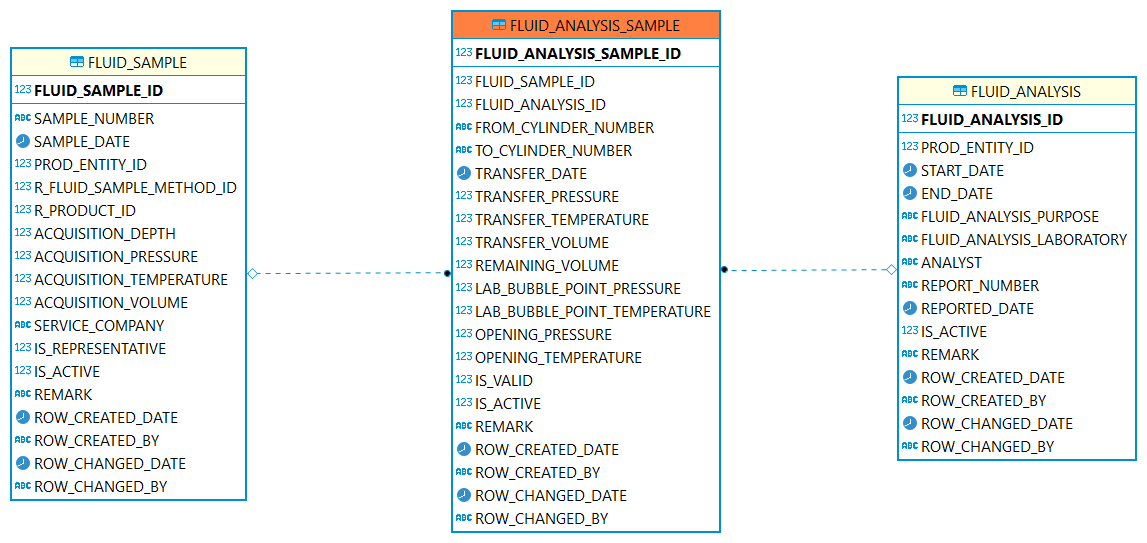 FLUID_SAMPLE
123 FLUID_SAMPLE_ID
ABC SAMPLE_NUMBER
SAMPLE_DATE
123 PROD_ENTITY_ID
123 R_FLUID_SAMPLE_METHOD_ID
123 R_PRODUCT_ID
123 ACQUISITION_DEPTH
123 ACQUISITION_PRESSURE
123 ACQUISITION_TEMPERATURE
123 ACQUISITION_VOLUME
ABC SERVICE_COMPANY
123 IS_REPRESENTATIVE
123 IS_ACTIVE
ABC REMARK
ROW_CREATED_DATE
ABC ROW_CREATED_BY
ROW_CHANGED_DATE
ABC ROW_CHANGED_BY
FLUID_ANALYSIS_SAMPLE
123 FLUID_ANALYSIS_SAMPLE_ID
123 FLUID_SAMPLE_ID
123 FLUID_ANALYSIS_ID
ABC FROM_CYLINDER_NUMBER
ABC TO_CYLINDER_NUMBER
TRANSFER_DATE
123 TRANSFER_PRESSURE
123 TRANSFER_TEMPERATURE
123 TRANSFER_VOLUME
123 REMAINING_VOLUME
123 LAB_BUBBLE_POINT_PRESSURE
123 LAB_BUBBLE_POINT_TEMPERATURE
123 OPENING_PRESSURE
123 OPENING_TEMPERATURE
123 IS_VALID
123 IS_ACTIVE
ABC REMARK
ROW_CREATED_DATE
ABC ROW_CREATED_BY
ROW_CHANGED_DATE
ABC ROW_CHANGED_BY
FLUID_ANALYSIS
123 FLUID_ANALYSIS_ID
123 PROD_ENTITY_ID
START_DATE
END_DATE
ABC FLUID_ANALYSIS_PURPOSE
ABC FLUID_ANALYSIS_LABORATORY
ABC ANALYST
ABC REPORT_NUMBER
REPORTED_DATE
123 IS_ACTIVE
ABC REMARK
ROW_CREATED_DATE
ABC ROW_CREATED_BY
ROW_CHANGED_DATE
ABC ROW_CHANGED_BY